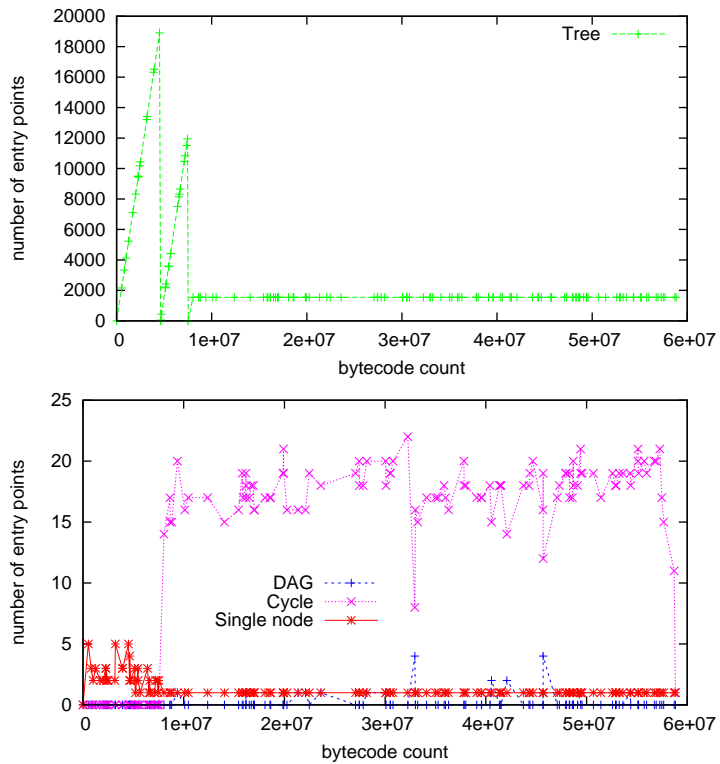 20000
18000
16000
14000
12000
10000
8000
6000
4000
2000
0
number of entry points
Tree
0 1e+07 2e+07 3e+07 4e+07 5e+07 6e+07
bytecode count
25
20
15
10
5
0
number of entry points
DAG
Cycle
Single node
0 1e+07 2e+07 3e+07 4e+07 5e+07 6e+07
bytecode count